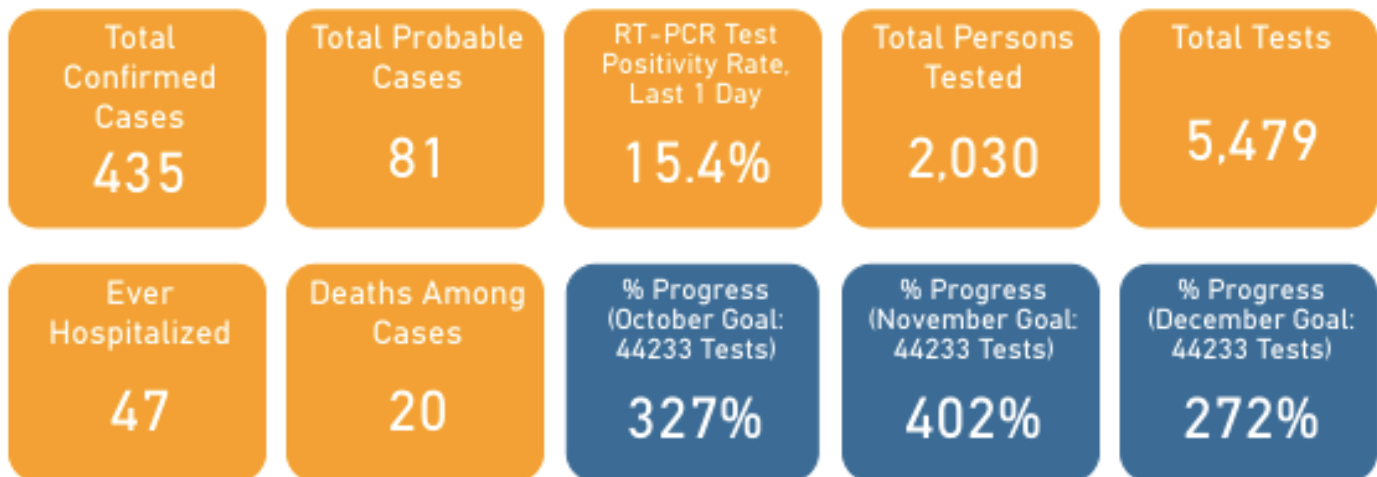 Total
Confirmed
Cases
435
Total Probable
Cases
81
RT-PCR Test
Positivity Rate,
Last 1 Day
15.4%
Total Persons
Tested
2,030
Total Tests
5,479
Ever
Hospitalized
47
Deaths Among
Cases
20
% Progress
(October Goal:
44233 Tests)
327%
% Progress
(November Goal:
44233 Tests)
402%
% Progress
(December Goal:
44233 Tests)
272%